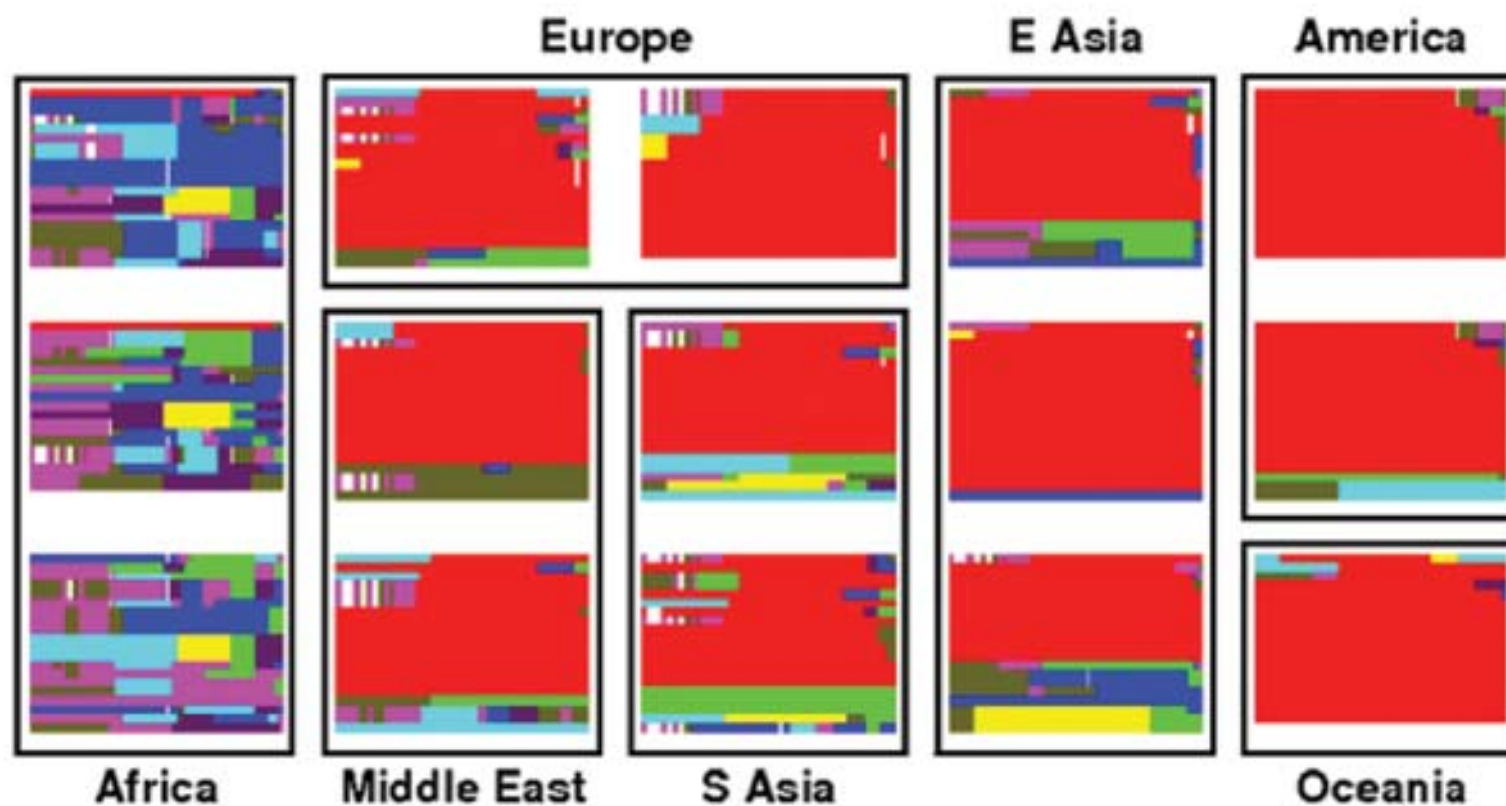 Europe
E Asia
America
Africa
Middle East
S Asia
Oceania